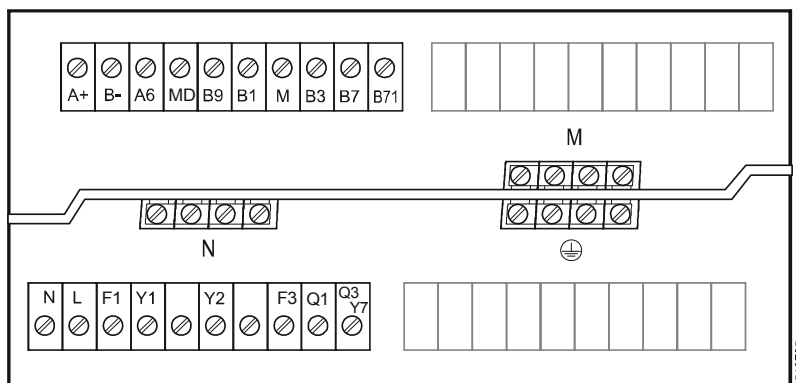 A+ B- A6 MD B9 B1 M B3 B7 B71
M
N
N L F1 Y1 Y2 F3 Q1 Q3 Y7